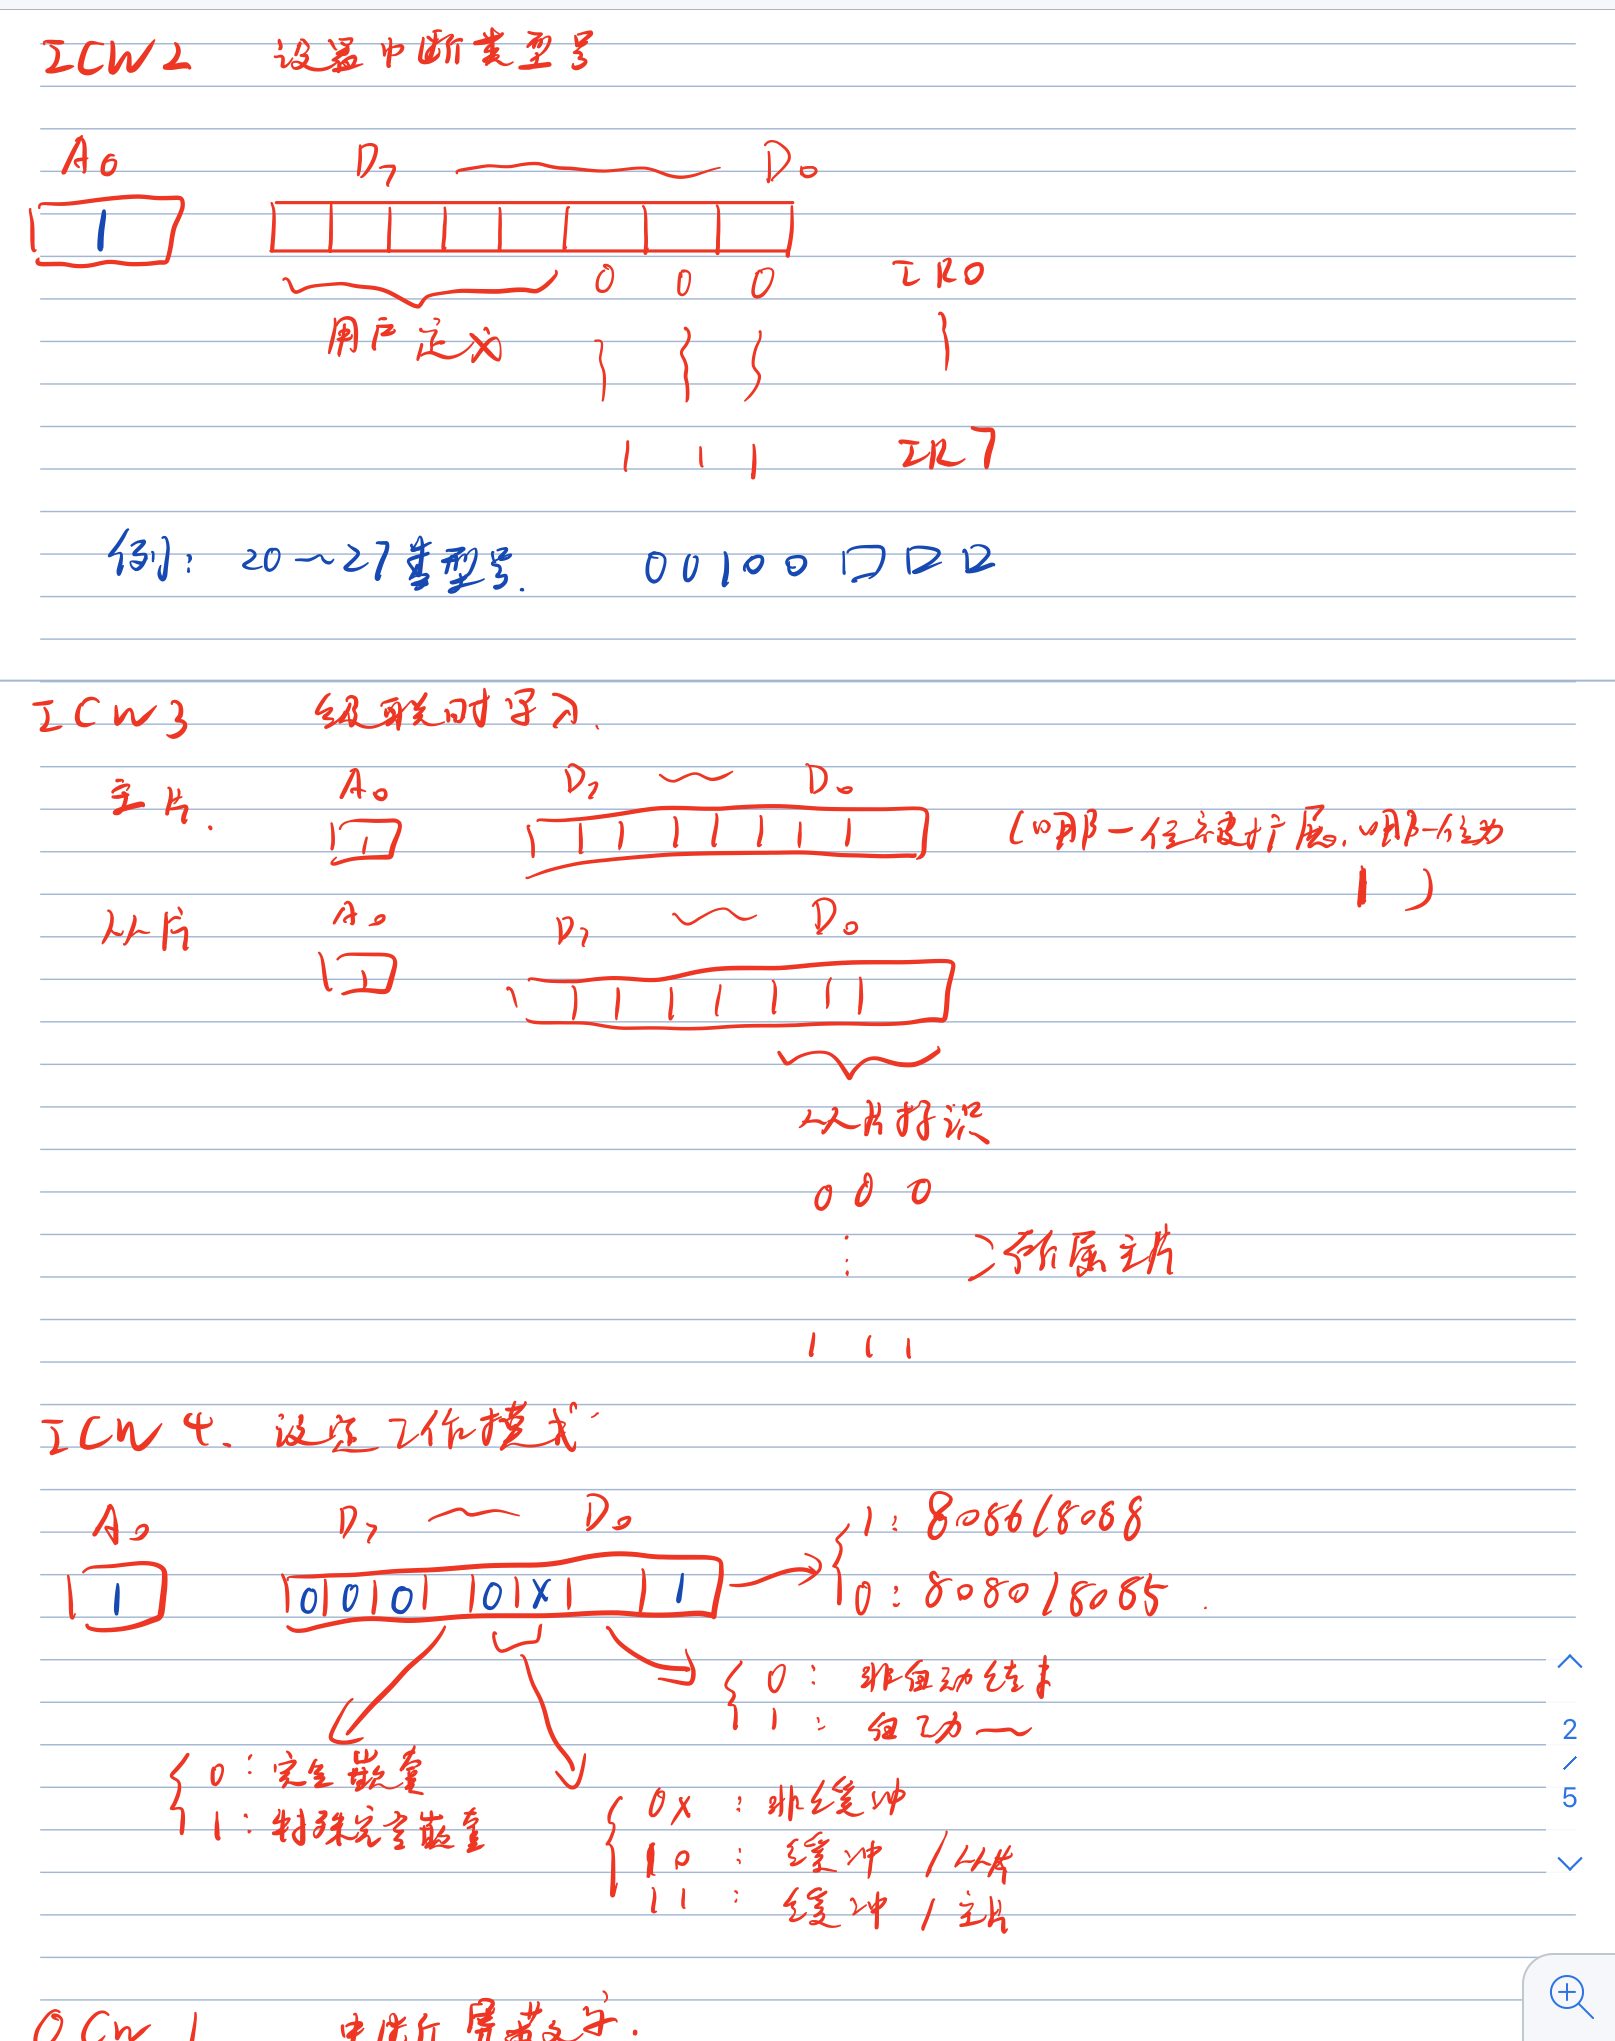 ICW2 设置中断类型号
A0 D7 D0
1
0 0 0 IR0
用户定义
1 1 1 IR7
例: 20~27类型号. 00100□□□
ICW3 级联时写入.
主片. A0 D7 ~ D0
1 (哪一位被扩展.哪一位为
1)
从片 A0 D7 ~ D0
1
从片标识
0 0 0
⋮ 所属主片
1 1 1
ICW4. 设定工作模式
A0 D7 ~ D0 1: 8086/8088
1 0 0 0 0 X 1 0: 8080/8085.
0: 非自动结束
1: 自动~
0: 完全嵌套
1: 特殊完全嵌套
0x: 非缓冲
10: 缓冲/从片
11: 缓冲/主片
2
/
5
OCW1 中断屏蔽字.